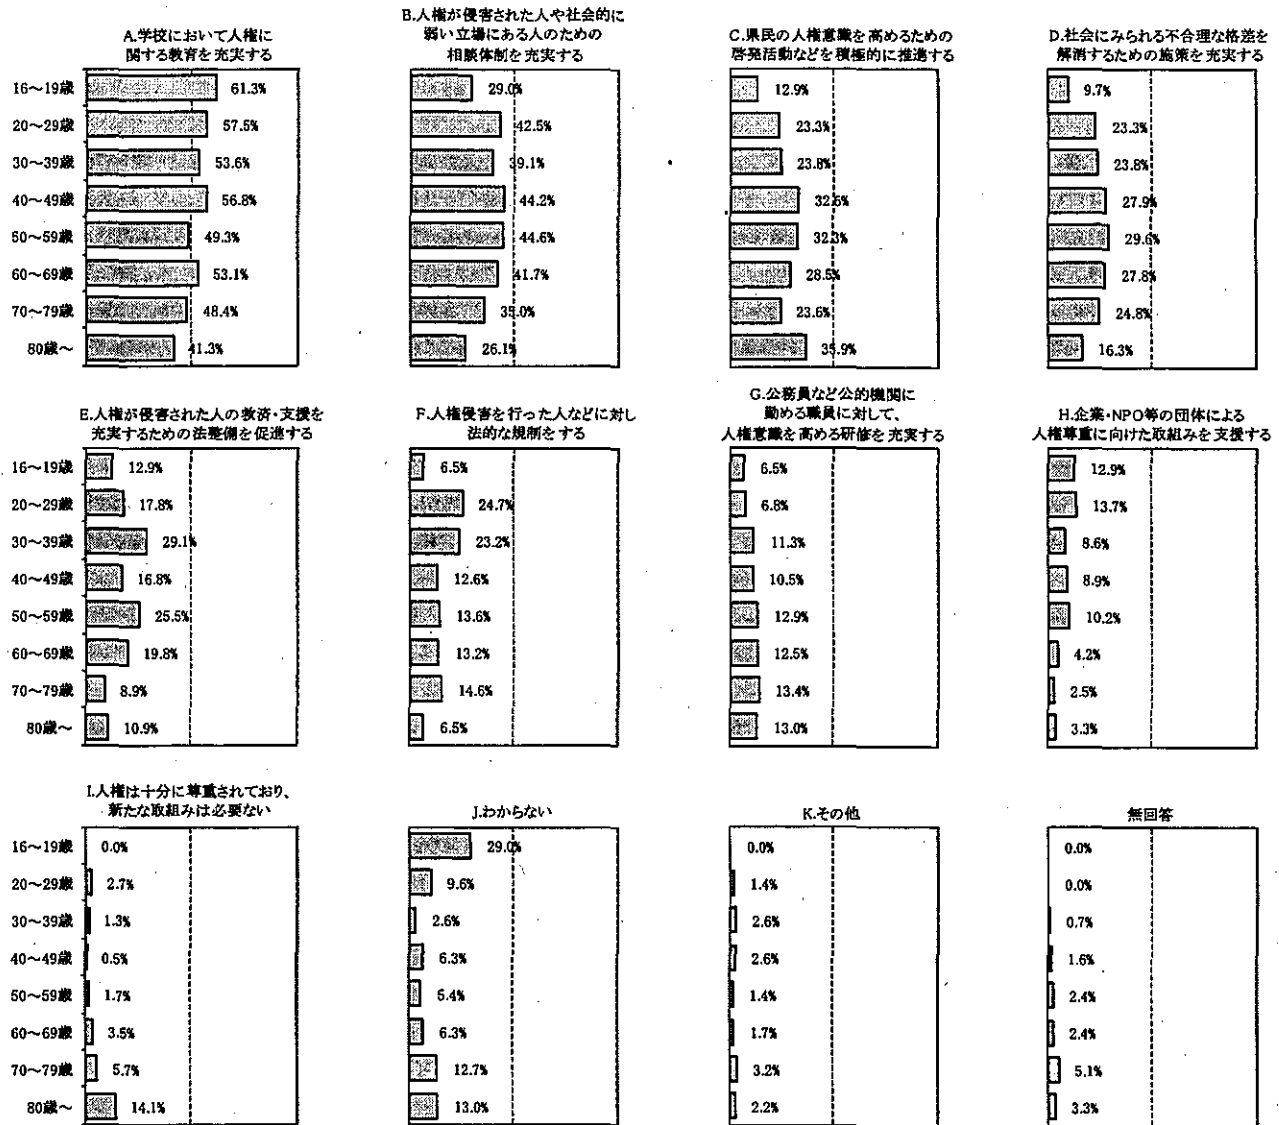 A.学校において人権に
関する教育を充実する
B.人権が侵害された人や社会的に
弱い立場にある人のための
相談体制を充実する
C.県民の人権意識を高めるための
啓発活動などを積極的に推進する
D.社会にみられる不合理な格差を
解消するための施策を充実する
16～19歳 61.3% 29.0% 12.9% 9.7%
20～29歳 57.5% 42.5% 23.3% 23.3%
30～39歳 53.6% 39.1% 23.8% 23.8%
40～49歳 56.8% 44.2% 32.6% 27.9%
50～59歳 49.3% 44.6% 32.3% 29.6%
60～69歳 53.1% 41.7% 28.5% 27.8%
70～79歳 48.4% 35.0% 23.6% 24.8%
80歳～ 41.3% 26.1% 35.9% 16.3%
E.人権が侵害された人の救済・支援を
充実するための法整備を促進する
F.人権侵害を行った人などに対し
法的な規制をする
G.公務員など公的機関に
勤める職員に対して、
人権意識を高める研修を充実する
H.企業・NPO等の団体による
人権尊重に向けた取組みを支援する
16～19歳 12.9% 6.5% 6.5% 12.9%
20～29歳 17.8% 24.7% 6.8% 13.7%
30～39歳 29.1% 23.2% 11.3% 8.6%
40～49歳 16.8% 12.6% 10.5% 8.9%
50～59歳 25.5% 13.6% 12.9% 10.2%
60～69歳 19.8% 13.2% 12.5% 4.2%
70～79歳 8.9% 14.6% 13.4% 2.5%
80歳～ 10.9% 6.5% 13.0% 3.3%
I.人権は十分に尊重されており、
新たな取組みは必要ない
J.わからない
K.その他
無回答
16～19歳 0.0% 29.0% 0.0% 0.0%
20～29歳 2.7% 9.6% 1.4% 0.0%
30～39歳 1.3% 2.6% 2.6% 0.7%
40～49歳 0.5% 6.3% 2.6% 1.6%
50～59歳 1.7% 5.4% 1.4% 2.4%
60～69歳 3.5% 6.3% 1.7% 2.4%
70～79歳 5.7% 12.7% 3.2% 5.1%
80歳～ 14.1% 13.0% 2.2% 3.3%